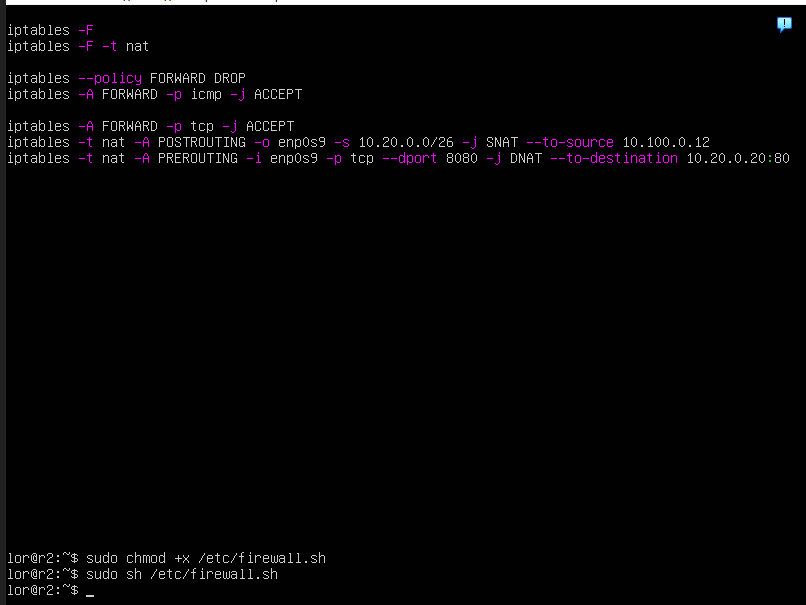 iptables -F
iptables -F -t nat
iptables --policy FORWARD DROP
iptables -A FORWARD -p icmp -j ACCEPT
iptables -A FORWARD -p tcp -j ACCEPT
iptables -t nat -A POSTROUTING -o enp0s9 -s 10.20.0.0/26 -j SNAT --to-source 10.100.0.12
iptables -t nat -A PREROUTING -i enp0s9 -p tcp --dport 8080 -j DNAT --to-destination 10.20.0.20:80
lor@r2:~$ sudo chmod +x /etc/firewall.sh
lor@r2:~$ sudo sh /etc/firewall.sh
lor@r2:~$ _